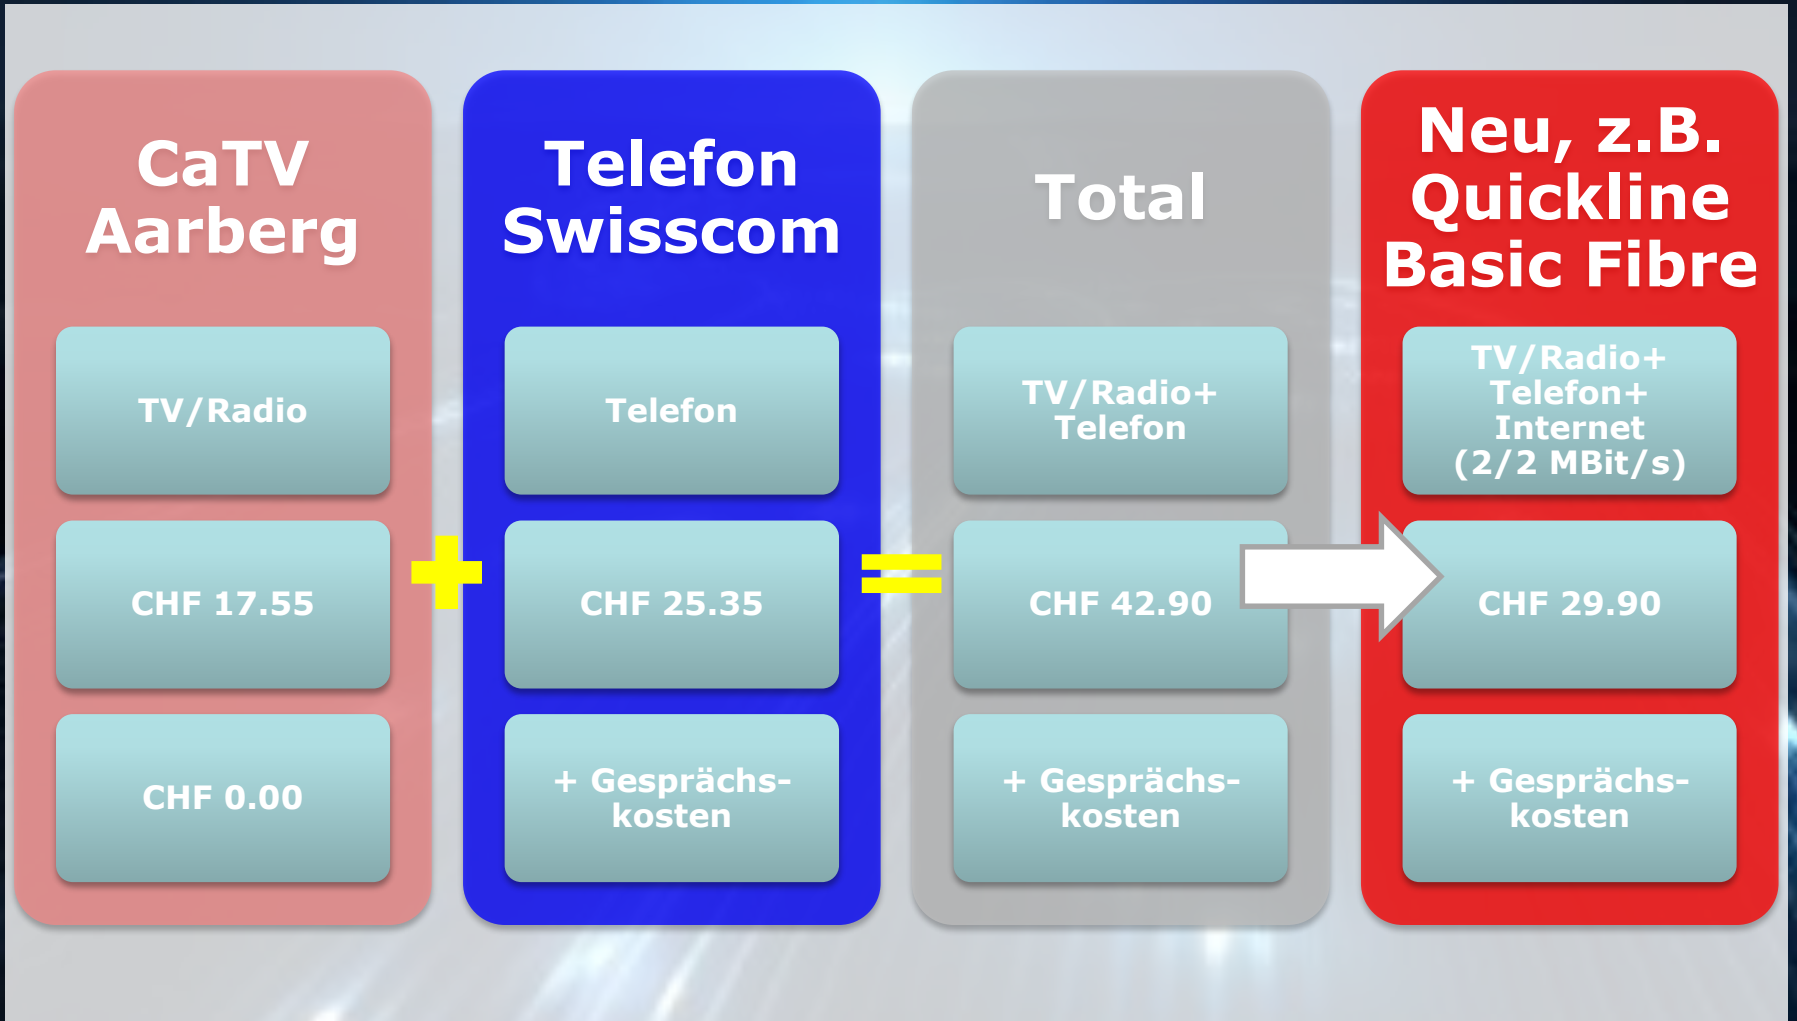 CaTV
Aarberg
TV/Radio
CHF 17.55
CHF 0.00
+
Telefon
Swisscom
Telefon
CHF 25.35
+ Gesprächs-
kosten
=
Total
TV/Radio+
Telefon
CHF 42.90
+ Gesprächs-
kosten
Neu, z.B.
Quickline
Basic Fibre
TV/Radio+
Telefon+
Internet
(2/2 MBit/s)
CHF 29.90
+ Gesprächs-
kosten